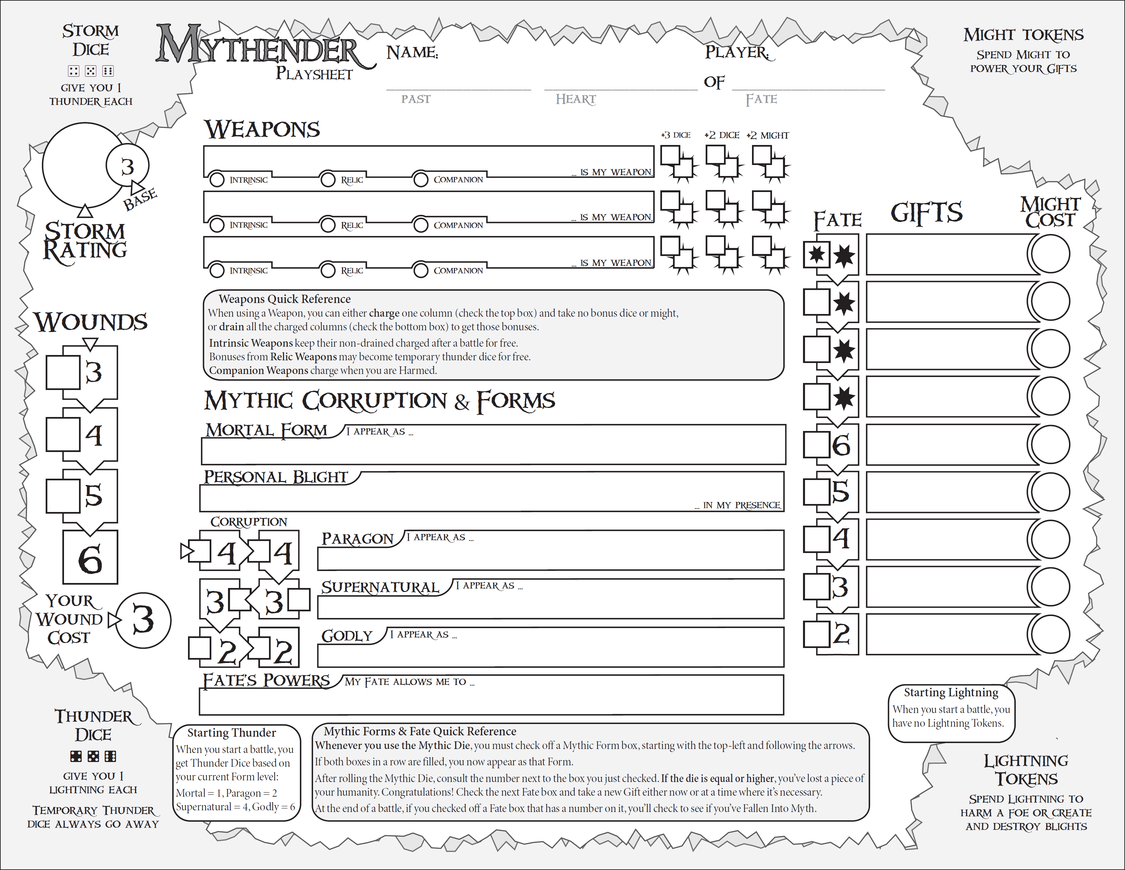 STORM
DICE
GIVE YOU 1
THUNDER EACH
MYTHENDER
PLAYSHEET
NAME:
PLAYER:
PAST
HEART
OF
FATE
MIGHT TOKENS
SPEND MIGHT TO
POWER YOUR GIFTS
3
BASE
STORM
RATING
WEAPONS
+3 DICE +2 DICE +2 MIGHT
... IS MY WEAPON
INTRINSIC RELIC COMPANION
... IS MY WEAPON
INTRINSIC RELIC COMPANION
... IS MY WEAPON
INTRINSIC RELIC COMPANION
Weapons Quick Reference
When using a Weapon, you can either charge one column (check the top box) and take no bonus dice or might,
or drain all the charged columns (check the bottom box) to get those bonuses.
Intrinsic Weapons keep their non-drained charged after a battle for free.
Bonuses from Relic Weapons may become temporary thunder dice for free.
Companion Weapons charge when you are Harmed.
WOUNDS
3
4
5
6
YOUR
WOUND
COST
3
MYTHIC CORRUPTION & FORMS
MORTAL FORM I APPEAR AS ...
PERSONAL BLIGHT
... IN MY PRESENCE
CORRUPTION
4 4
PARAGON I APPEAR AS ...
3 3
SUPERNATURAL I APPEAR AS ...
2 2
GODLY I APPEAR AS ...
FATE'S POWERS MY FATE ALLOWS ME TO ...
FATE GIFTS MIGHT
COST
6
5
4
3
2
THUNDER
DICE
GIVE YOU 1
LIGHTNING EACH
TEMPORARY THUNDER
DICE ALWAYS GO AWAY
Starting Thunder
When you start a battle, you
get Thunder Dice based on
your current Form level:
Mortal = 1, Paragon = 2
Supernatural = 4, Godly = 6
Mythic Forms & Fate Quick Reference
Whenever you use the Mythic Die, you must check off a Mythic Form box, starting with the top-left and following the arrows.
If both boxes in a row are filled, you now appear as that Form.
After rolling the Mythic Die, consult the number next to the box you just checked. If the die is equal or higher, you've lost a piece of
your humanity. Congratulations! Check the next Fate box and take a new Gift either now or at a time where it's necessary.
At the end of a battle, if you checked off a Fate box that has a number on it, you'll check to see if you've Fallen Into Myth.
Starting Lightning
When you start a battle, you
have no Lightning Tokens.
LIGHTNING
TOKENS
SPEND LIGHTNING TO
HARM A FOE OR CREATE
AND DESTROY BLIGHTS